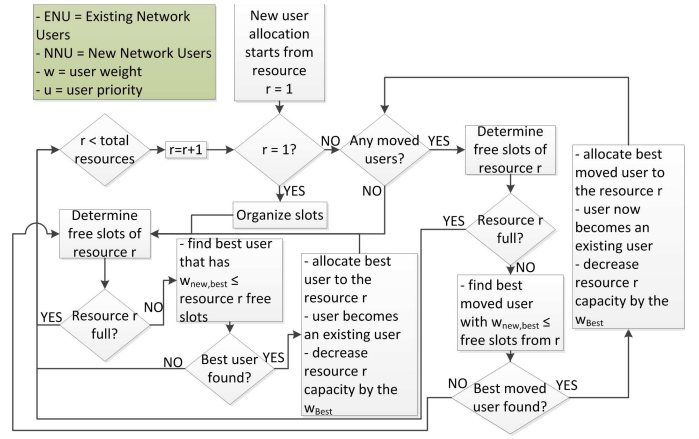 - ENU = Existing Network
Users
- NNU = New Network Users
- w = user weight
- u = user priority
New user
allocation
starts from
resource
r = 1
r < total
resources
r=r+1
r = 1?
NO
Any moved
users?
YES
Determine
free slots of
resource r
YES
NO
Organize slots
- allocate best
moved user to
the resource r
- user now
becomes an
existing user
- decrease
resource r
capacity by the
wBest
Determine
free slots of
resource r
YES
Resource r
full?
NO
- find best user
that has
wnew,best ≤
resource r free
slots
- allocate best
user to the
resource r
- user becomes
an existing user
- decrease
resource r
capacity by the
wBest
- find best
moved user
with wnew,best ≤
free slots from r
YES
Resource r
full?
NO
NO
Best user
found?
YES
NO
Best moved
user found?
YES